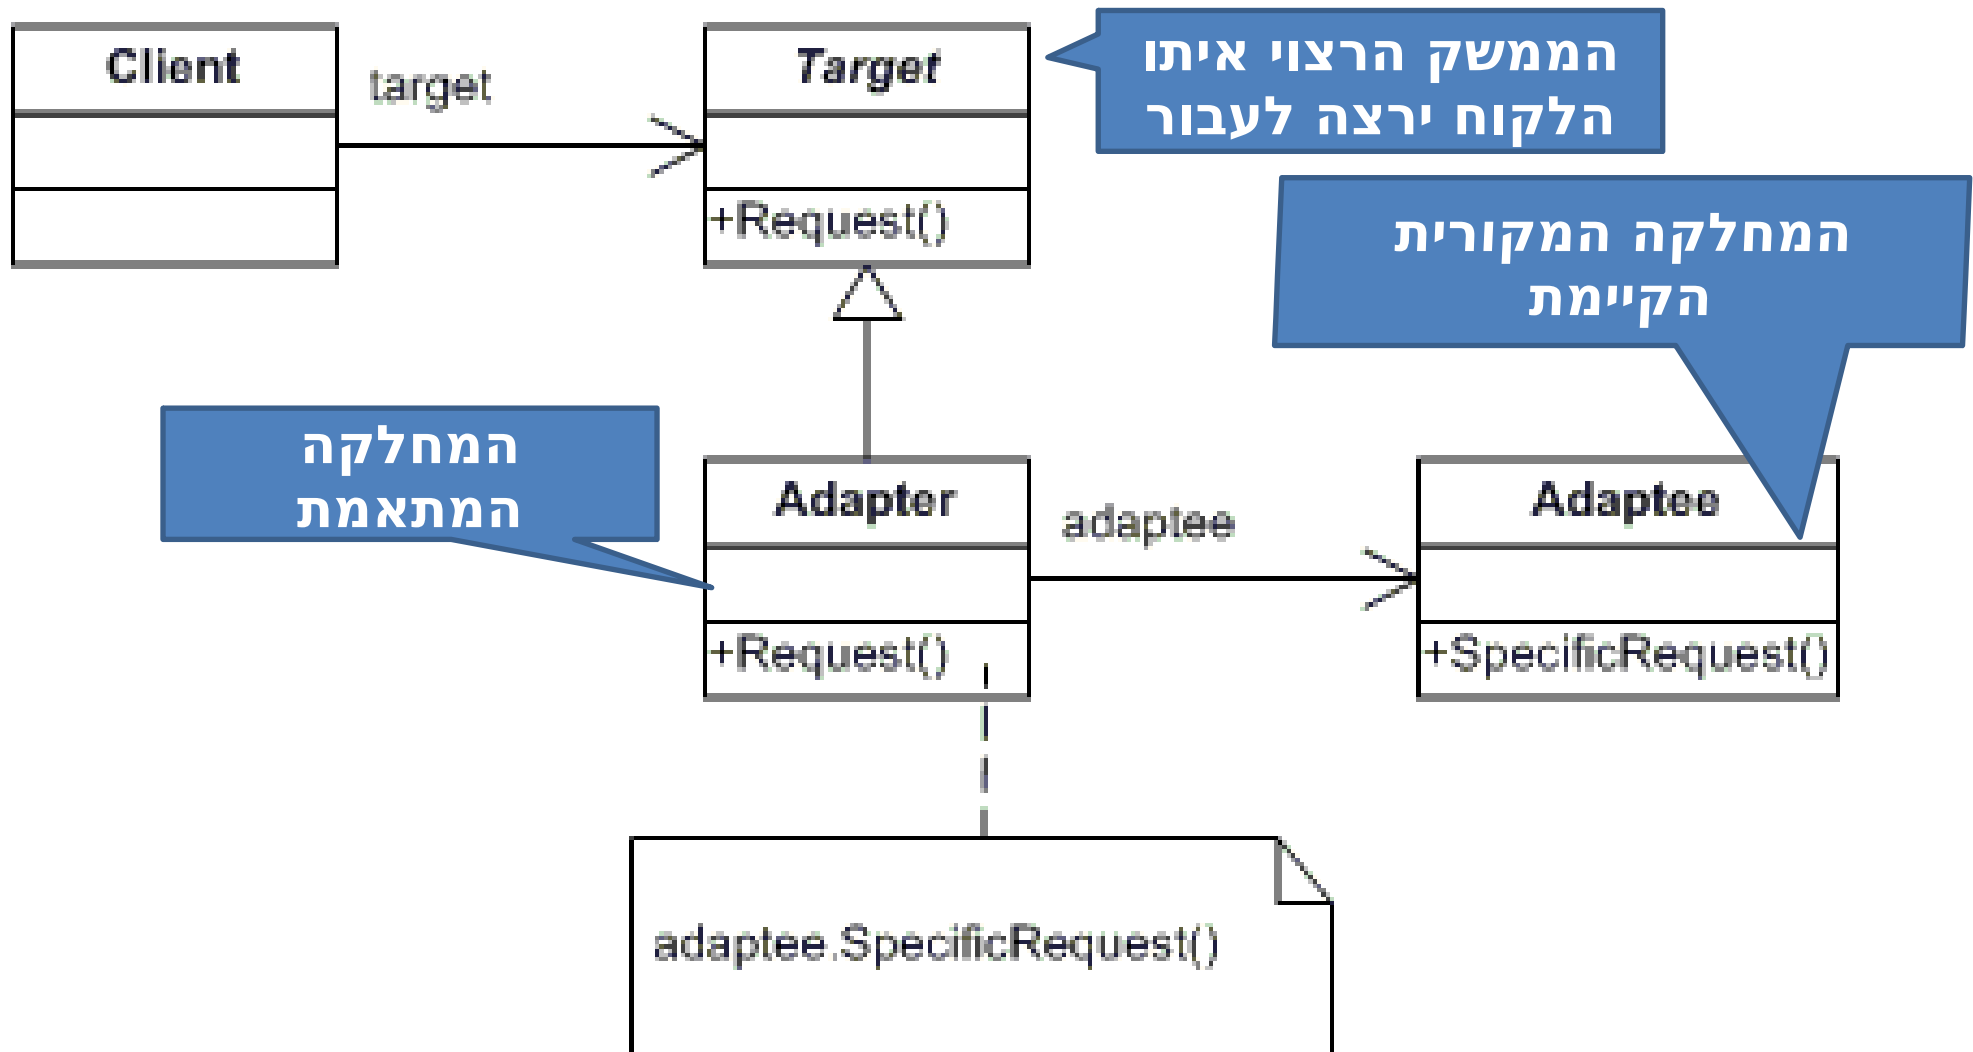 Client
target
Target
+Request()
הממשק הרצוי איתו
הלקוח ירצה לעבור
המחלקה המקורית
הקיימת
המחלקה
המתאמת
Adapter
+Request()
adaptee
Adaptee
+SpecificRequest()
adaptee.SpecificRequest()